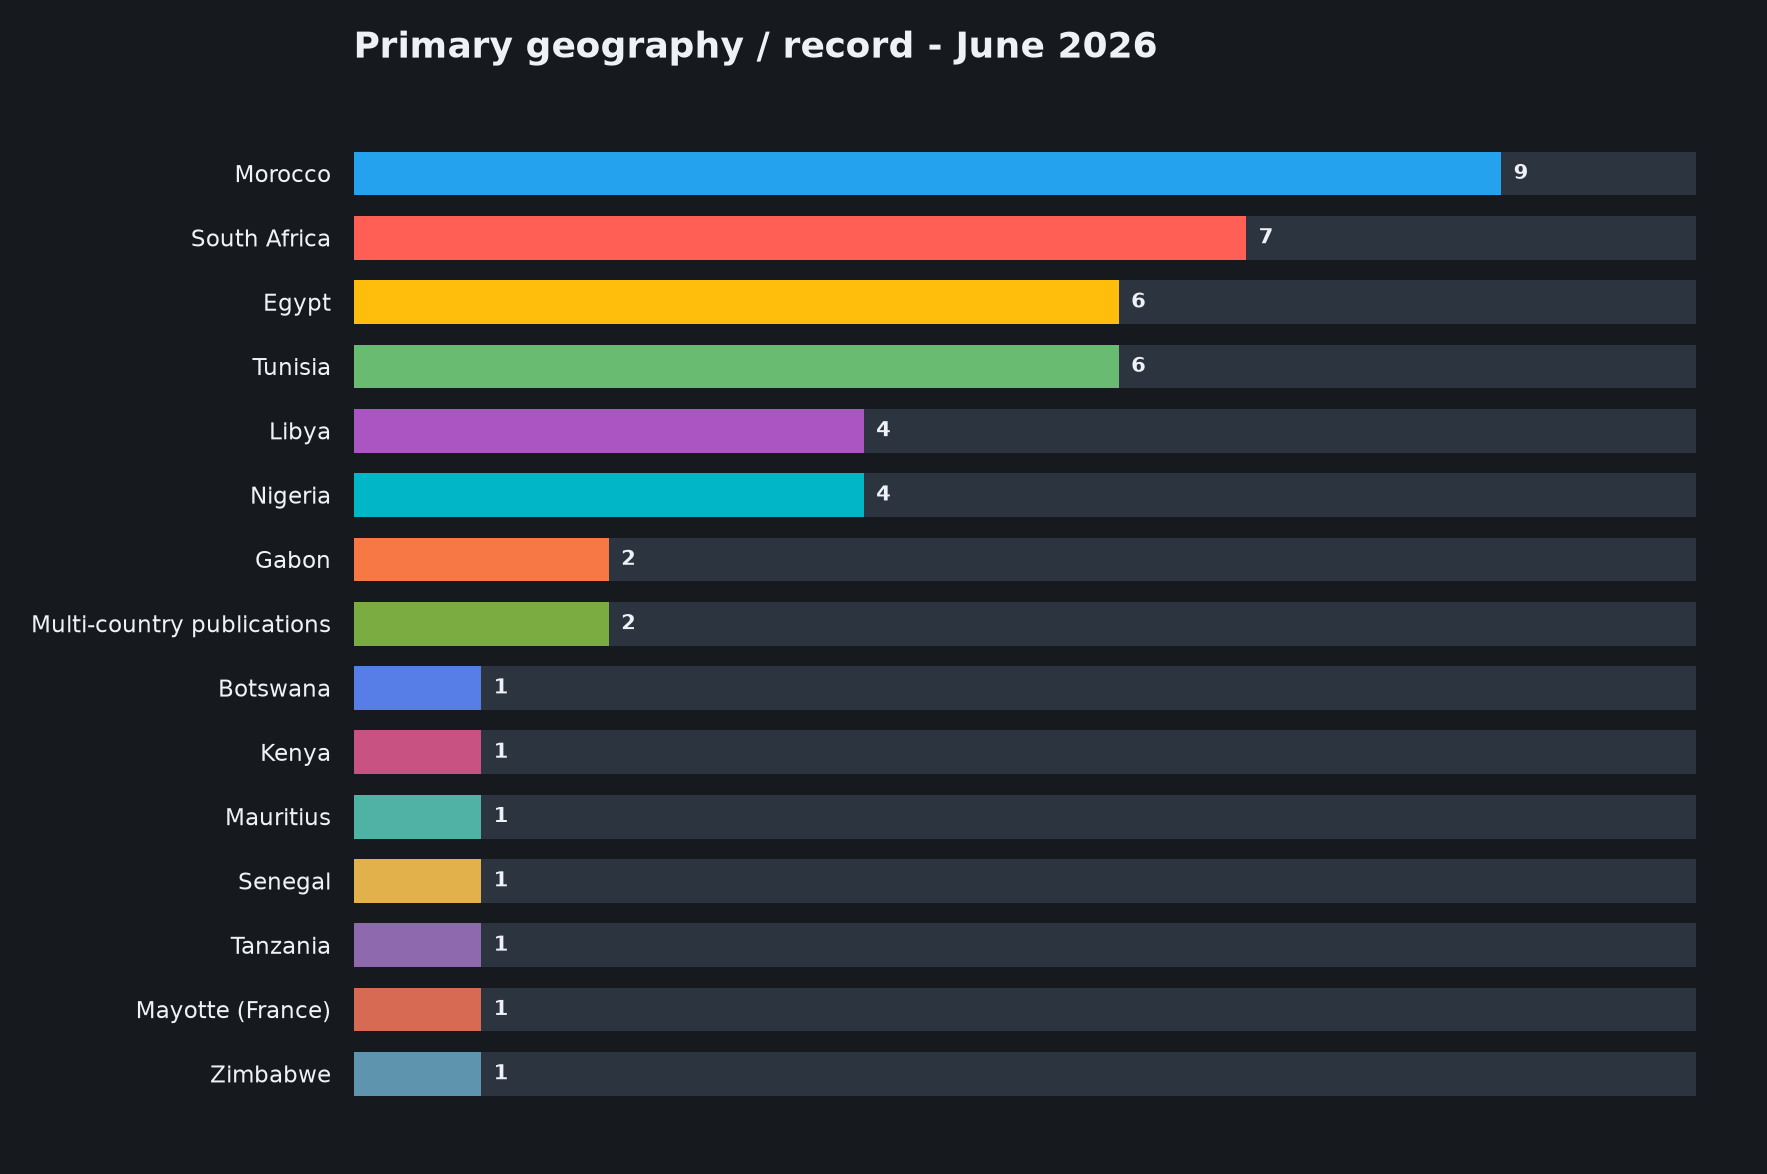 Primary geography / record - June 2026
Morocco 9
South Africa 7
Egypt 6
Tunisia 6
Libya 4
Nigeria 4
Gabon 2
Multi-country publications 2
Botswana 1
Kenya 1
Mauritius 1
Senegal 1
Tanzania 1
Mayotte (France) 1
Zimbabwe 1